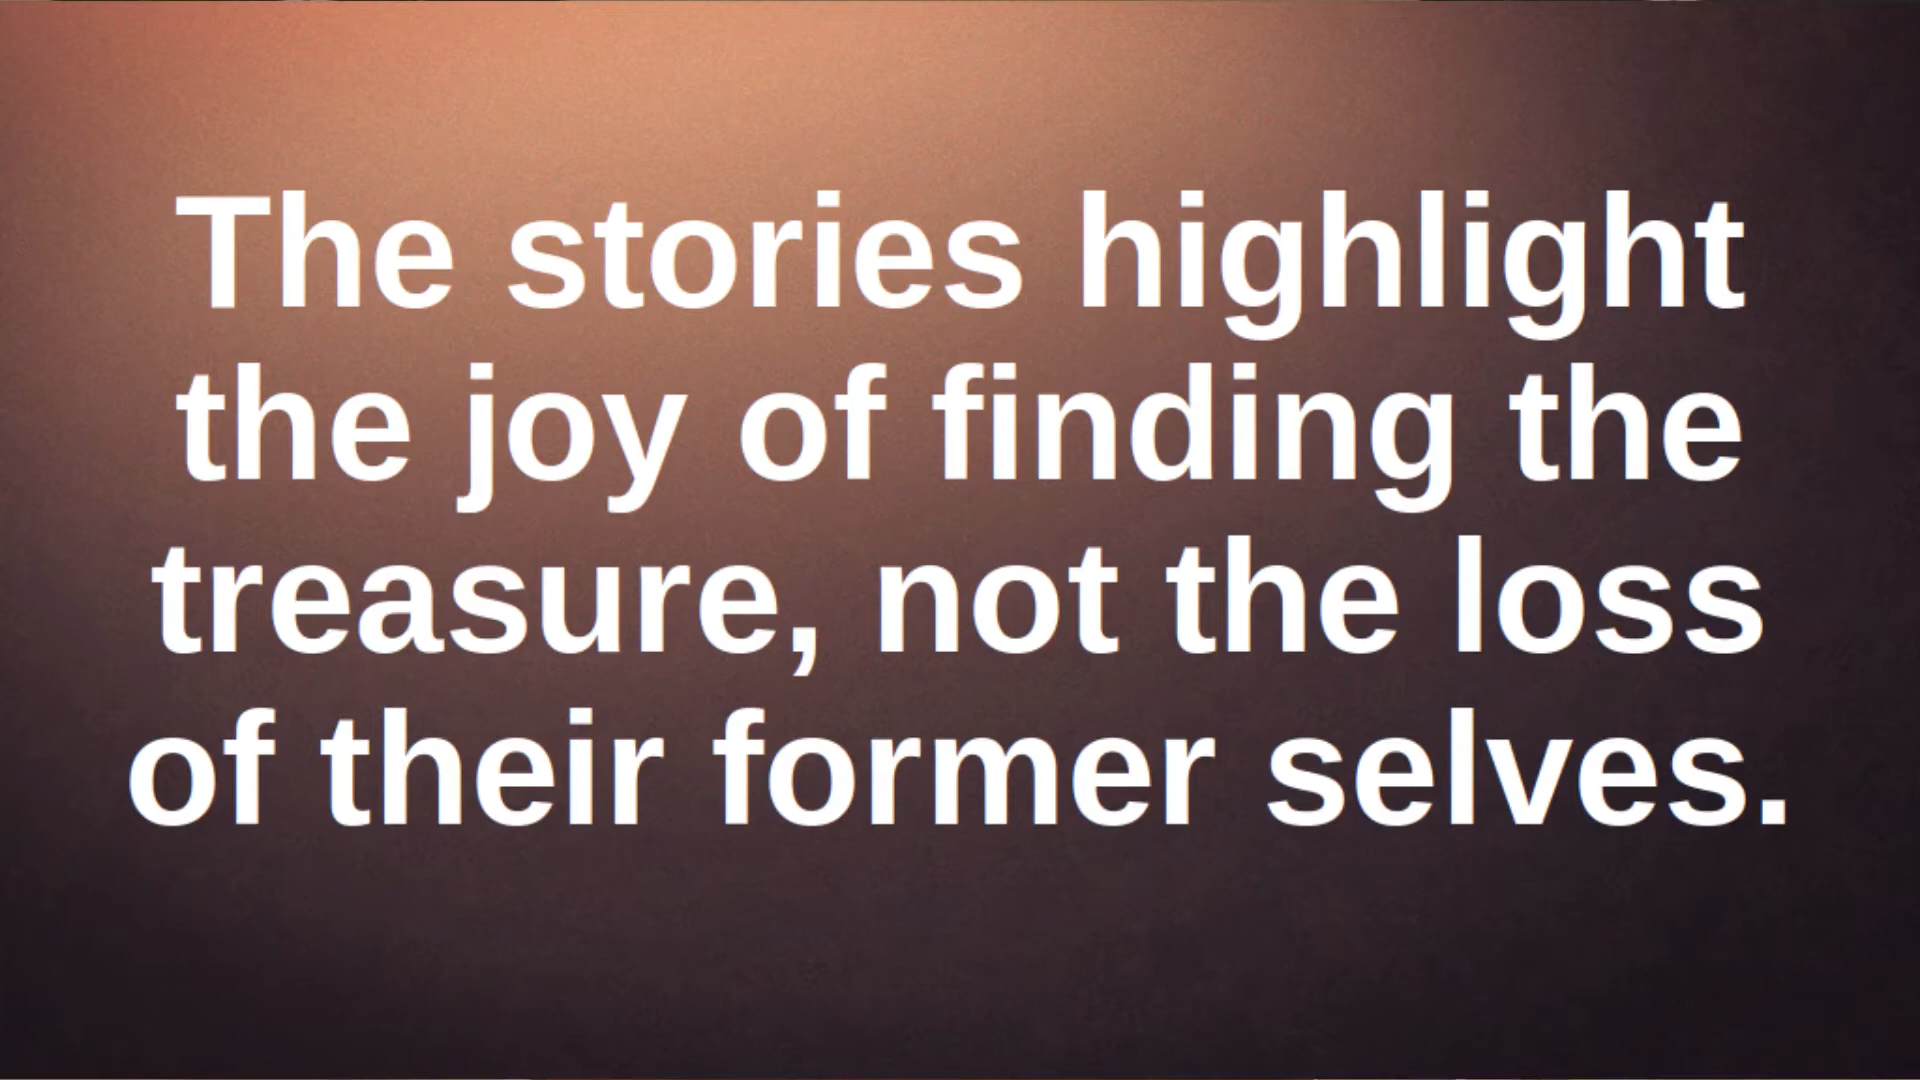 The stories highlight
the joy of finding the
treasure, not the loss
of their former selves.